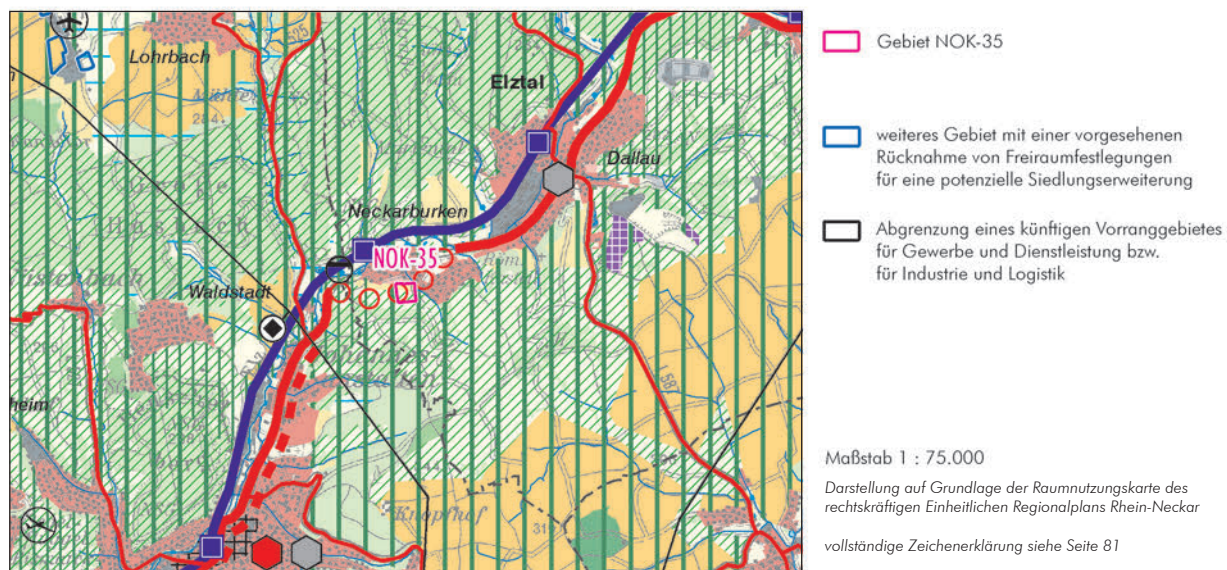 Lohrbach
Elztal
Dallau
Neckarburken
NOK-35
Waldstadt
Knopfhof
Gebiet NOK-35
weiteres Gebiet mit einer vorgesehenen
Rücknahme von Freiraumfestlegungen
für eine potenzielle Siedlungserweiterung
Abgrenzung eines künftigen Vorranggebietes
für Gewerbe und Dienstleistung bzw.
für Industrie und Logistik
Maßstab 1 : 75.000
Darstellung auf Grundlage der Raumnutzungskarte des
rechtskräftigen Einheitlichen Regionalplans Rhein-Neckar
vollständige Zeichenerklärung siehe Seite 81